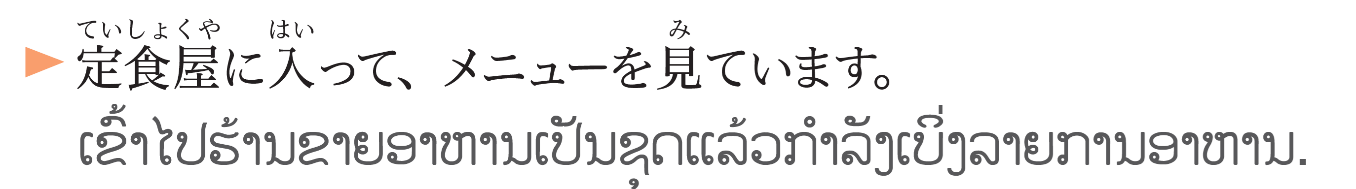 ていしょくや はい み
定食屋に入って、メニューを見ています。
ເຂົ້າໄປຮ້ານຂາຍອາຫານເປັນຊຸດແລ້ວກຳລັງເບິ່ງລາຍການອາຫານ.